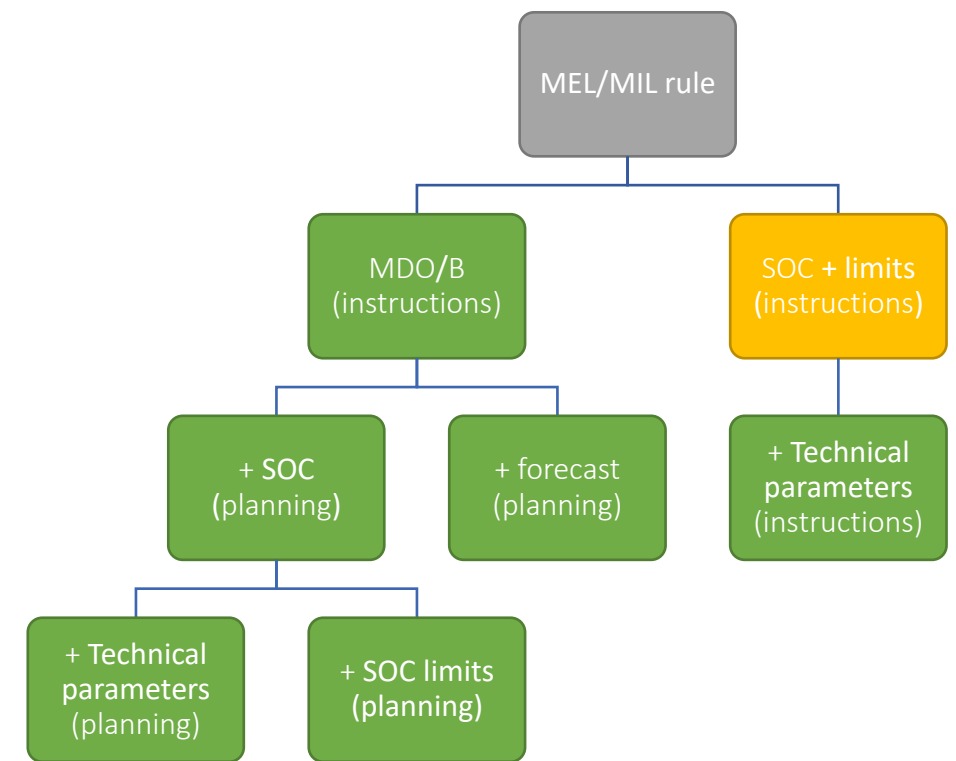 MEL/MIL rule
MDO/B
(instructions)
SOC + limits
(instructions)
+ SOC
(planning)
+ forecast
(planning)
+ Technical
parameters
(instructions)
+ Technical
parameters
(planning)
+ SOC limits
(planning)